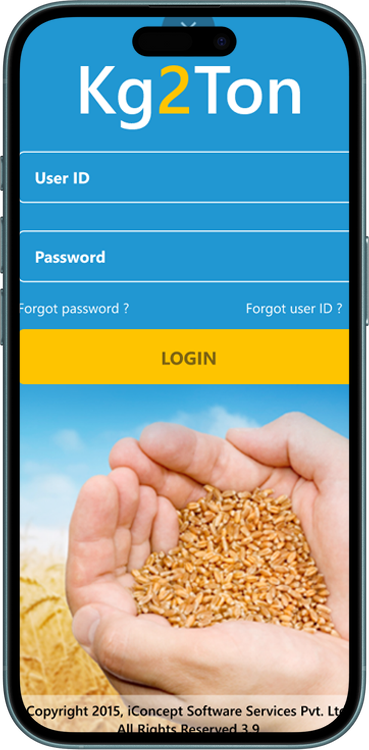 Kg2Ton
User ID
Password
Forgot password ?
Forgot user ID ?
LOGIN
Copyright 2015, iConcept Software Services Pvt. Ltd
All Rights Reserved 3.9